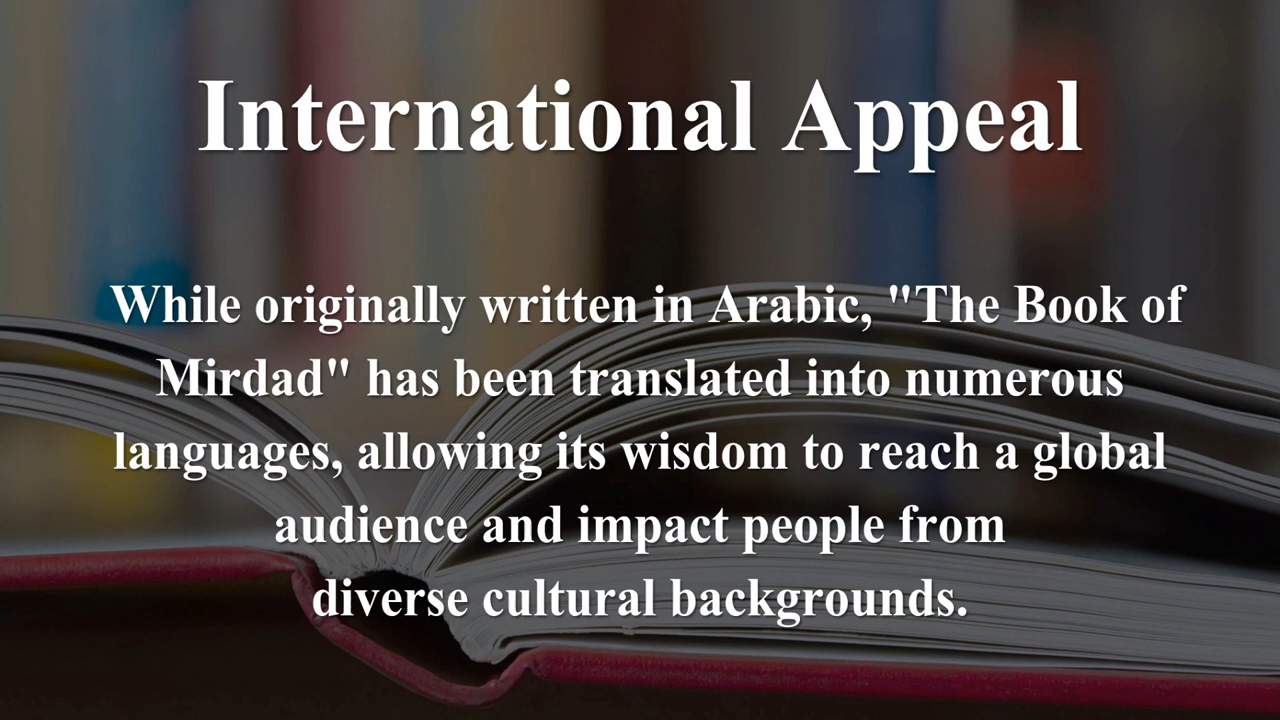 International Appeal
While originally written in Arabic, "The Book of
Mirdad" has been translated into numerous
languages, allowing its wisdom to reach a global
audience and impact people from
diverse cultural backgrounds.